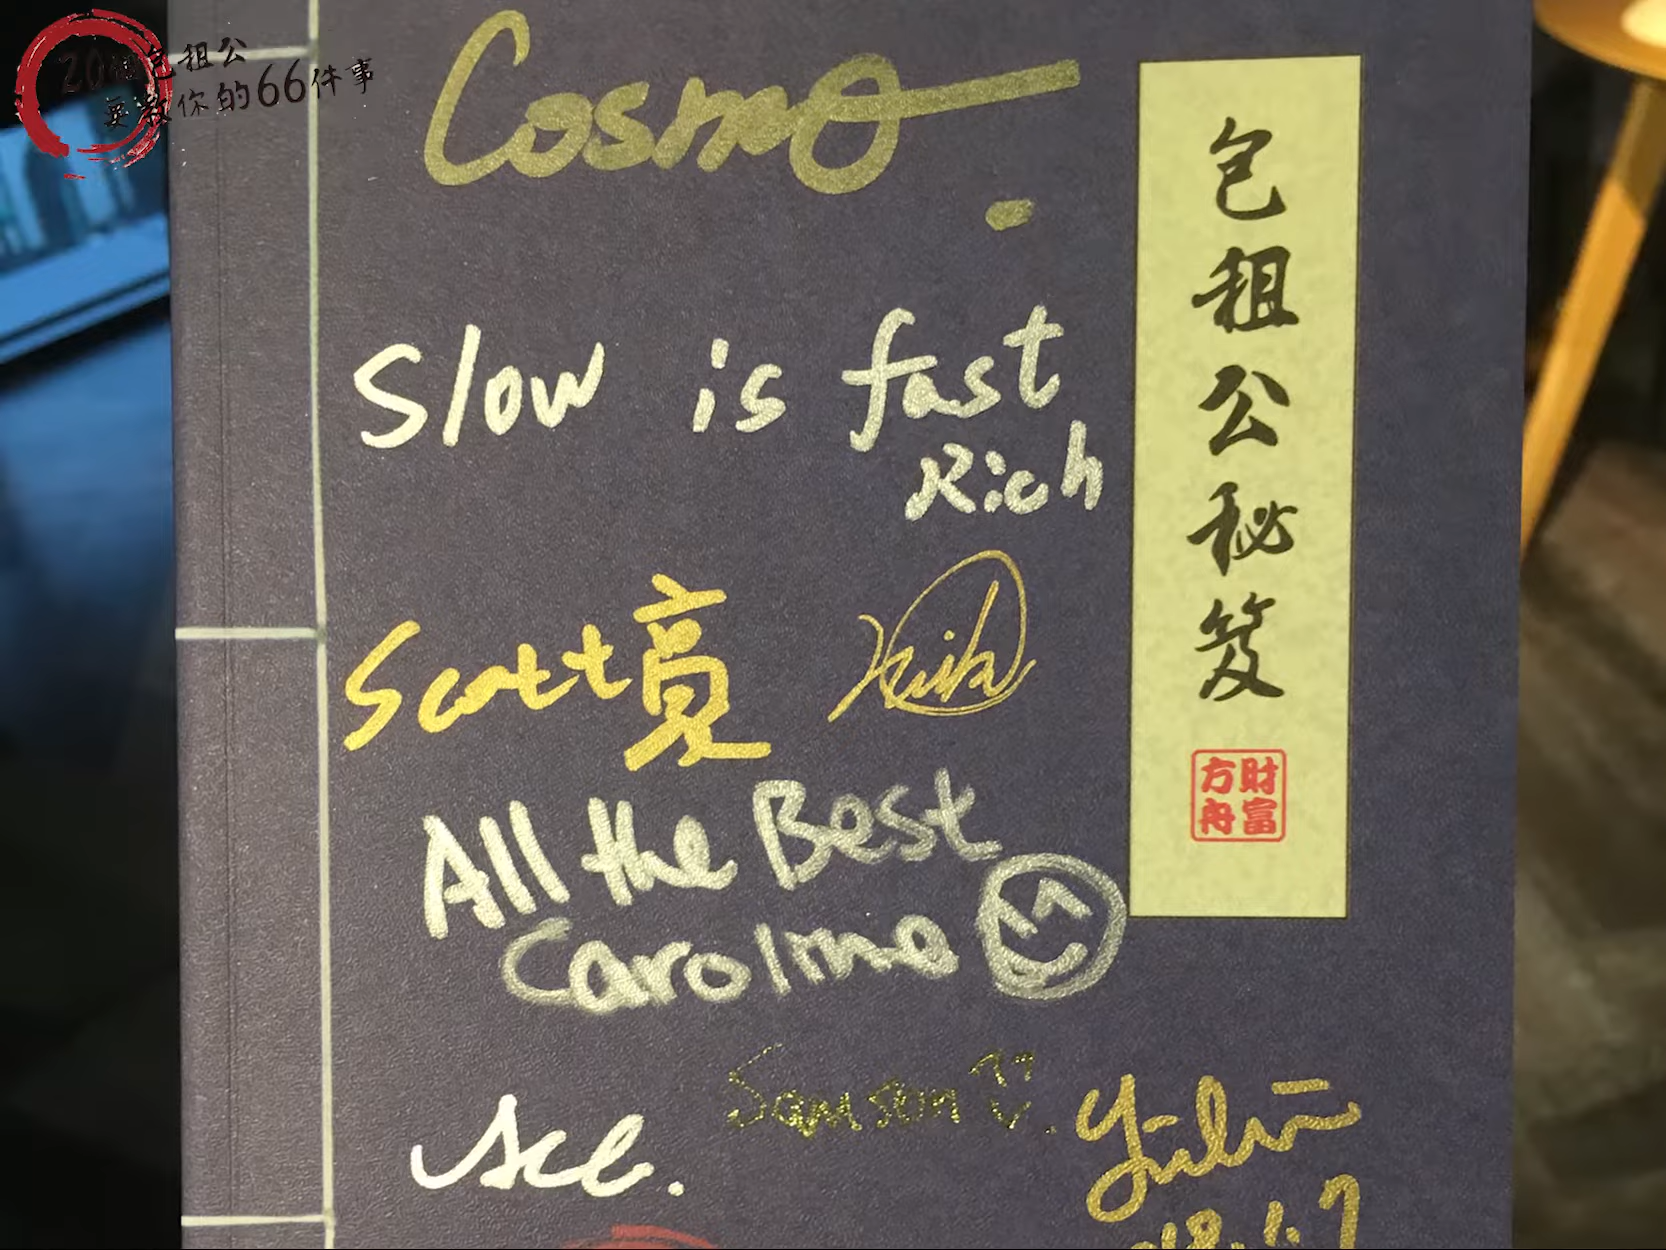 20個包租公
要教你的66件事
Cosmo
Slow is fast
Rich
Scott亮
All the Best
Caroline
Samson
Ace.
包租公秘笈
財富
方舟